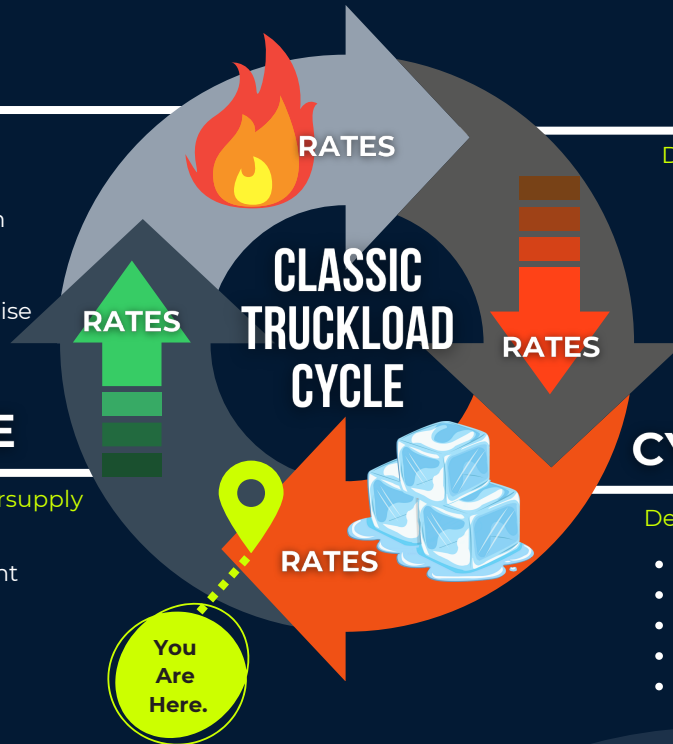 RATES
D
n
CLASSIC
TRUCKLOAD
CYCLE
ise
RATES
RATES
E
CY
rsupply
De
nt
RATES
You
Are
Here.